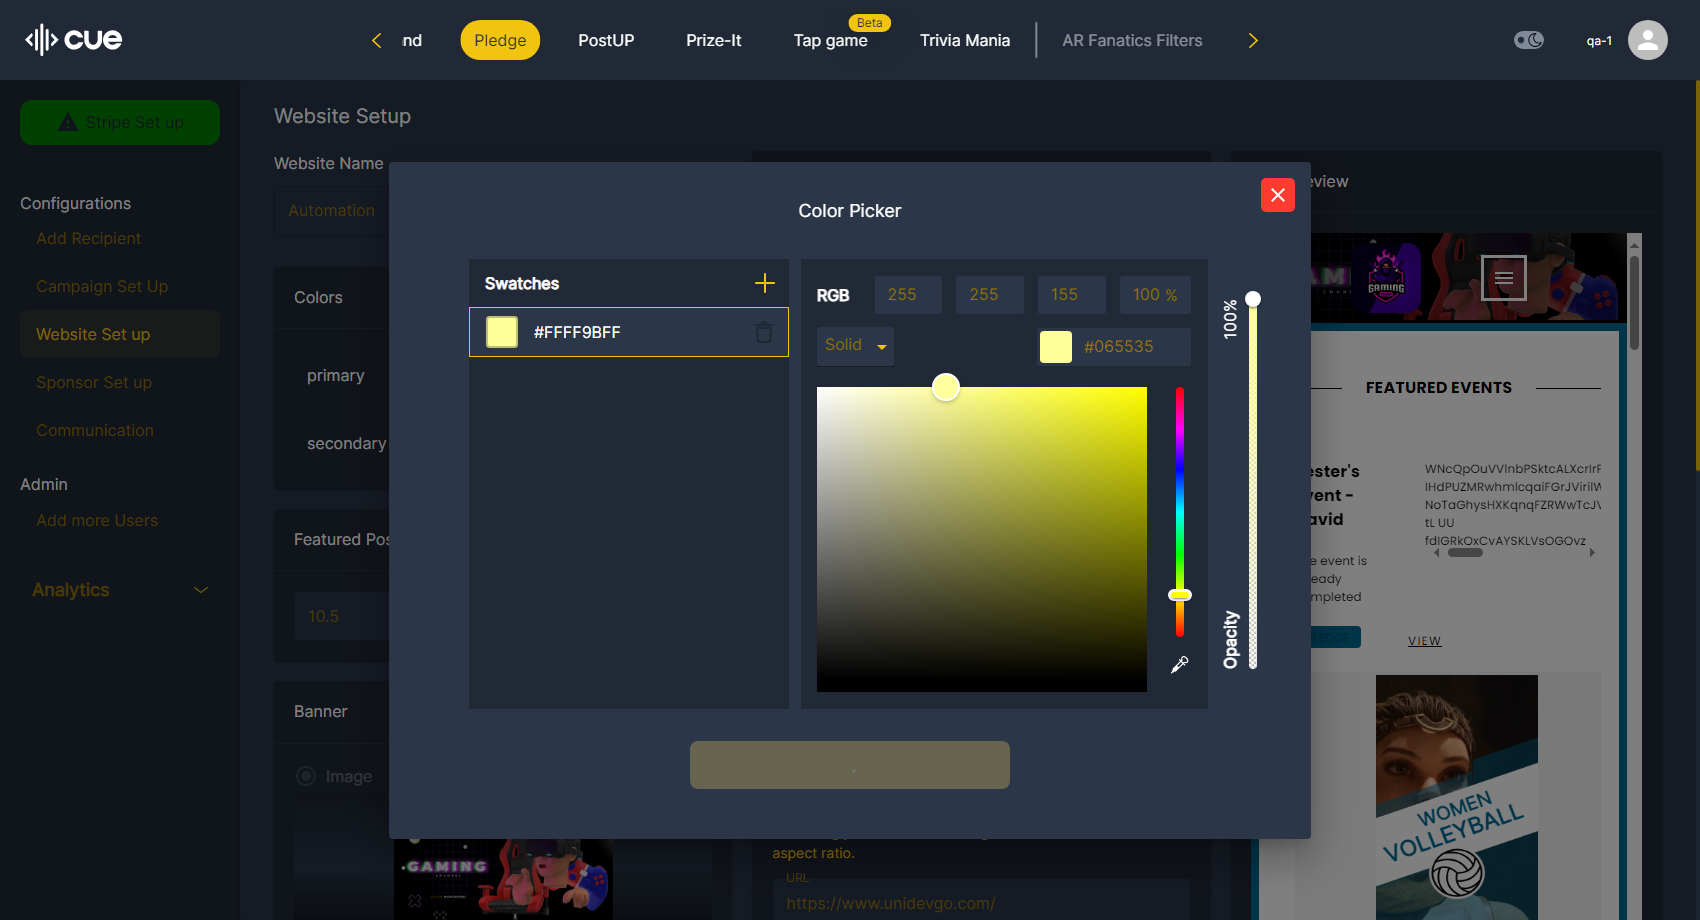 cue
nd
Pledge
PostUP
Prize-It
Beta
Tap game
Trivia Mania
AR Fanatics Filters
qa-1
Stripe Set up
Configurations
Add Recipient
Campaign Set Up
Website Set up
Sponsor Set up
Communication
Admin
Add more Users
Analytics
Website Setup
Website Name
Automation
Colors
primary
secondary
Featured Pos
10.5
Banner
Image
GAMING
Color Picker
Swatches
#FFFF9BFF
RGB
255
255
155
100 %
Solid
#065535
100%
Opacity
aspect ratio.
URL
https://www.unidevgo.com/
eview
GAMING
FEATURED EVENTS
ester's
vent -
avid
WNcQpOuVVlnbPSktcALXcrIrF
IHdPUZMRwhmIcqaiFGrJVirilW
NoTaGhysHXKqnqFZRWwTcJV
tL UU
fdIGRkOxCvAYSKLVsOGOvz
e event is
eady
mpleted
VIEW
WOMEN
VOLLEYBALL